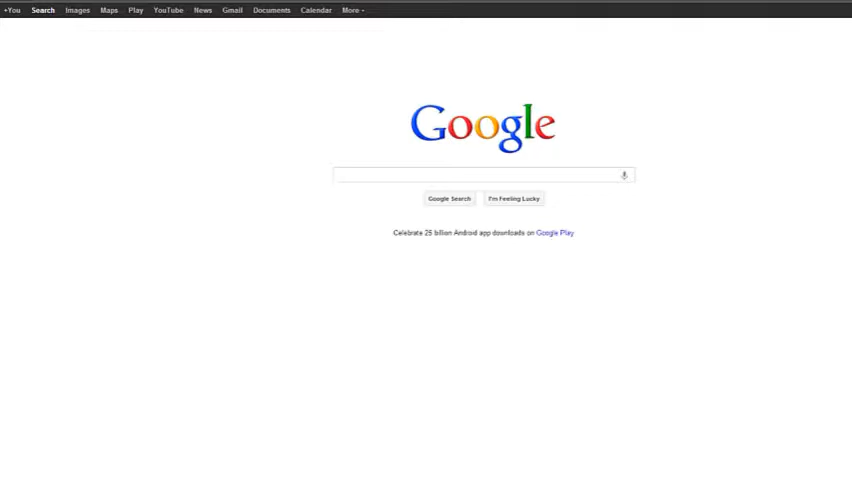 +You Search Images Maps Play YouTube News Gmail Documents Calendar More
Google
Google Search I'm Feeling Lucky
Celebrate 25 billion Android app downloads on Google Play